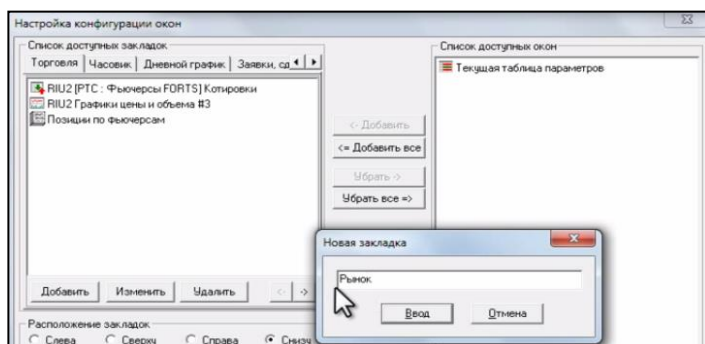 Настройка конфигурации окон
Список доступных закладок
Торговля Часовик Дневной график Заявки, сд
RIU2 [РТС : Фьючерсы FORTS] Котировки
RIU2 Графики цены и объема #3
Позиции по фьючерсам
<- Добавить
<= Добавить все
Убрать ->
Убрать все =>
Список доступных окон
Текущая таблица параметров
Новая закладка
Рынок
Ввод Отмена
Добавить Изменить Удалить <- ->
Расположение закладок
Слева Сверху Справа Снизу